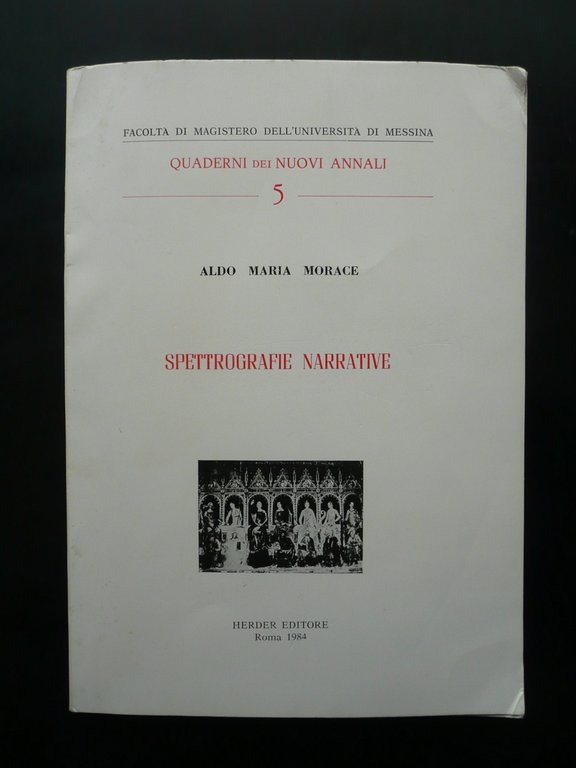 FACOLTÀ DI MAGISTERO DELL'UNIVERSITÀ DI MESSINA
QUADERNI DEI NUOVI ANNALI
5
ALDO MARIA MORACE
SPETTROGRAFIE NARRATIVE
HERDER EDITORE
Roma 1984